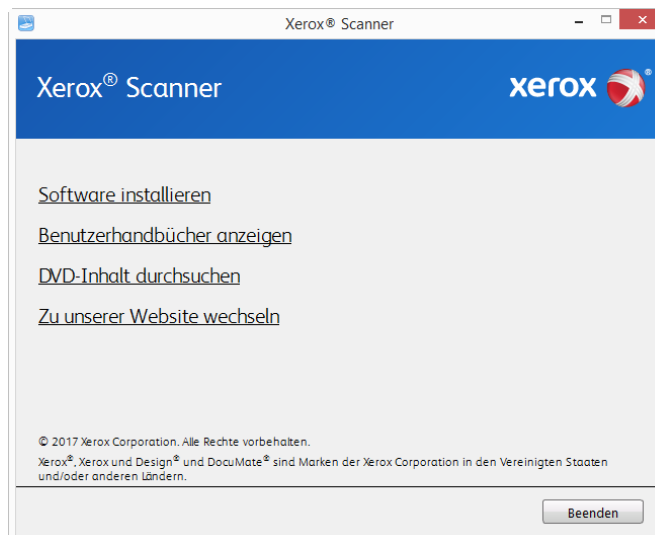 Xerox® Scanner
Xerox® Scanner
xerox
Software installieren
Benutzerhandbücher anzeigen
DVD-Inhalt durchsuchen
Zu unserer Website wechseln
© 2017 Xerox Corporation. Alle Rechte vorbehalten.
Xerox®, Xerox und Design® und DocuMate® sind Marken der Xerox Corporation in den Vereinigten Staaten
und/oder anderen Ländern.
Beenden